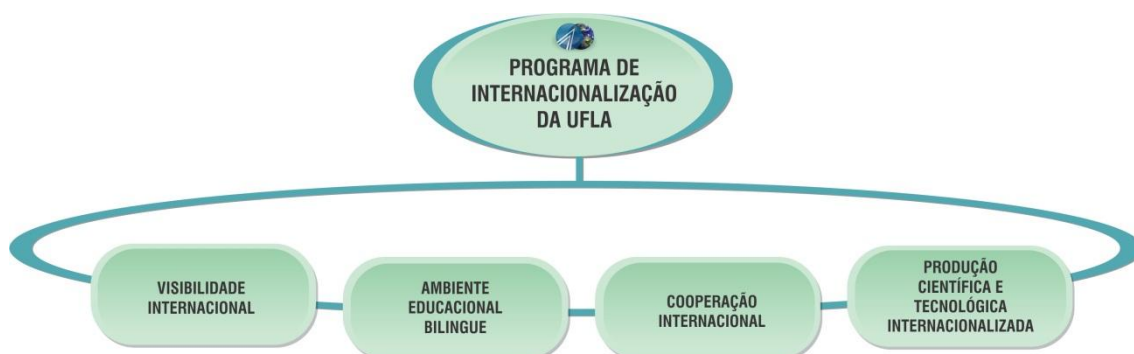 PROGRAMA DE
INTERNACIONALIZAÇÃO
DA UFLA
VISIBILIDADE
INTERNACIONAL
AMBIENTE
EDUCACIONAL
BILINGUE
COOPERAÇÃO
INTERNACIONAL
PRODUÇÃO
CIENTÍFICA E
TECNOLÓGICA
INTERNACIONALIZADA